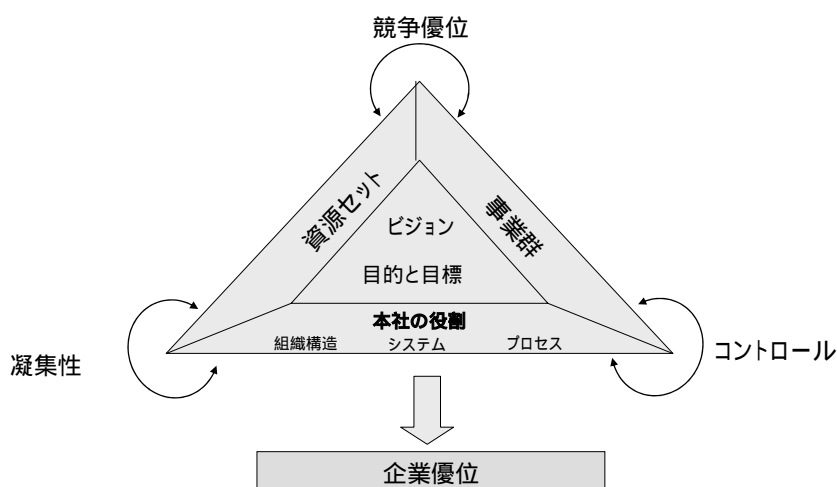 競争優位
資源セット
事業群
ビジョン
目的と目標
本社の役割
組織構造 システム プロセス
凝集性
コントロール
企業優位